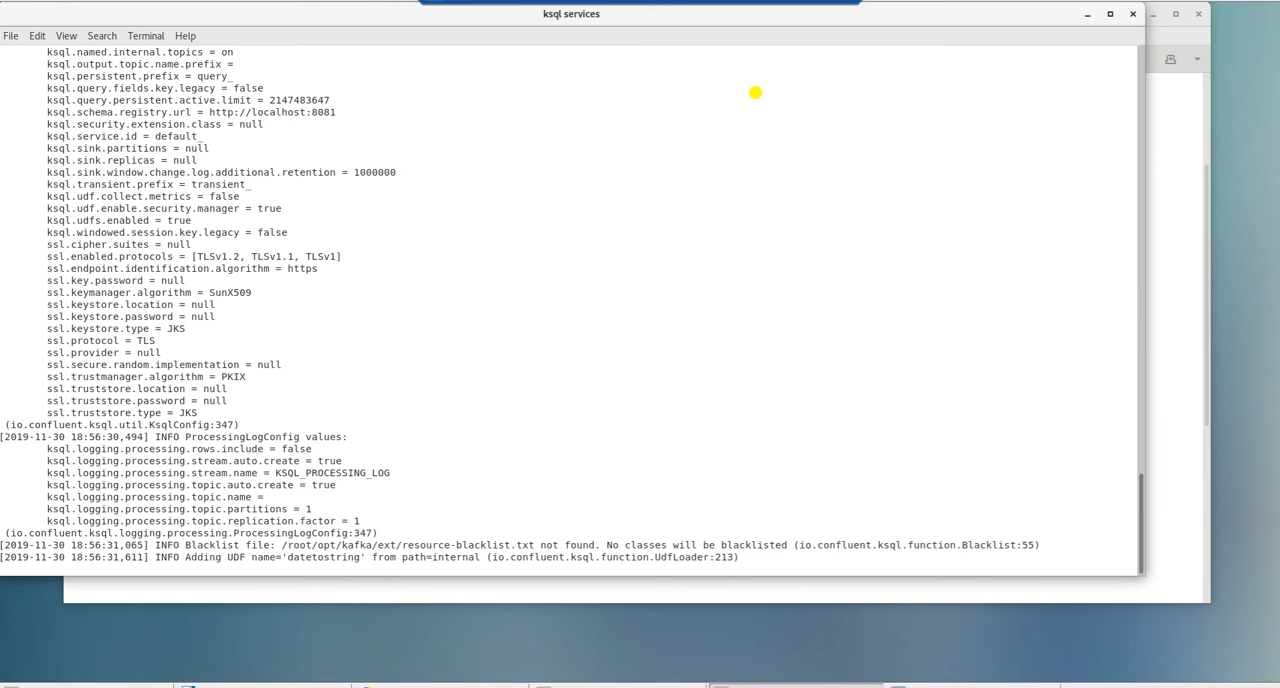 ksql services
File Edit View Search Terminal Help
ksql.named.internal.topics = on
ksql.output.topic.name.prefix =
ksql.persistent.prefix = query_
ksql.query.fields.key.legacy = false
ksql.query.persistent.active.limit = 2147483647
ksql.schema.registry.url = http://localhost:8081
ksql.security.extension.class = null
ksql.service.id = default_
ksql.sink.partitions = null
ksql.sink.replicas = null
ksql.sink.window.change.log.additional.retention = 1000000
ksql.transient.prefix = transient_
ksql.udf.collect.metrics = false
ksql.udf.enable.security.manager = true
ksql.udfs.enabled = true
ksql.windowed.session.key.legacy = false
ssl.cipher.suites = null
ssl.enabled.protocols = [TLSv1.2, TLSv1.1, TLSv1]
ssl.endpoint.identification.algorithm = https
ssl.key.password = null
ssl.keymanager.algorithm = SunX509
ssl.keystore.location = null
ssl.keystore.password = null
ssl.keystore.type = JKS
ssl.protocol = TLS
ssl.provider = null
ssl.secure.random.implementation = null
ssl.trustmanager.algorithm = PKIX
ssl.truststore.location = null
ssl.truststore.password = null
ssl.truststore.type = JKS
(io.confluent.ksql.util.KsqlConfig:347)
[2019-11-30 18:56:30,494] INFO ProcessingLogConfig values:
ksql.logging.processing.rows.include = false
ksql.logging.processing.stream.auto.create = true
ksql.logging.processing.stream.name = KSQL_PROCESSING_LOG
ksql.logging.processing.topic.auto.create = true
ksql.logging.processing.topic.name =
ksql.logging.processing.topic.partitions = 1
ksql.logging.processing.topic.replication.factor = 1
(io.confluent.ksql.logging.processing.ProcessingLogConfig:347)
[2019-11-30 18:56:31,065] INFO Blacklist file: /root/opt/kafka/ext/resource-blacklist.txt not found. No classes will be blacklisted (io.confluent.ksql.function.Blacklist:55)
[2019-11-30 18:56:31,611] INFO Adding UDF name='datetostring' from path=internal (io.confluent.ksql.function.UdfLoader:213)